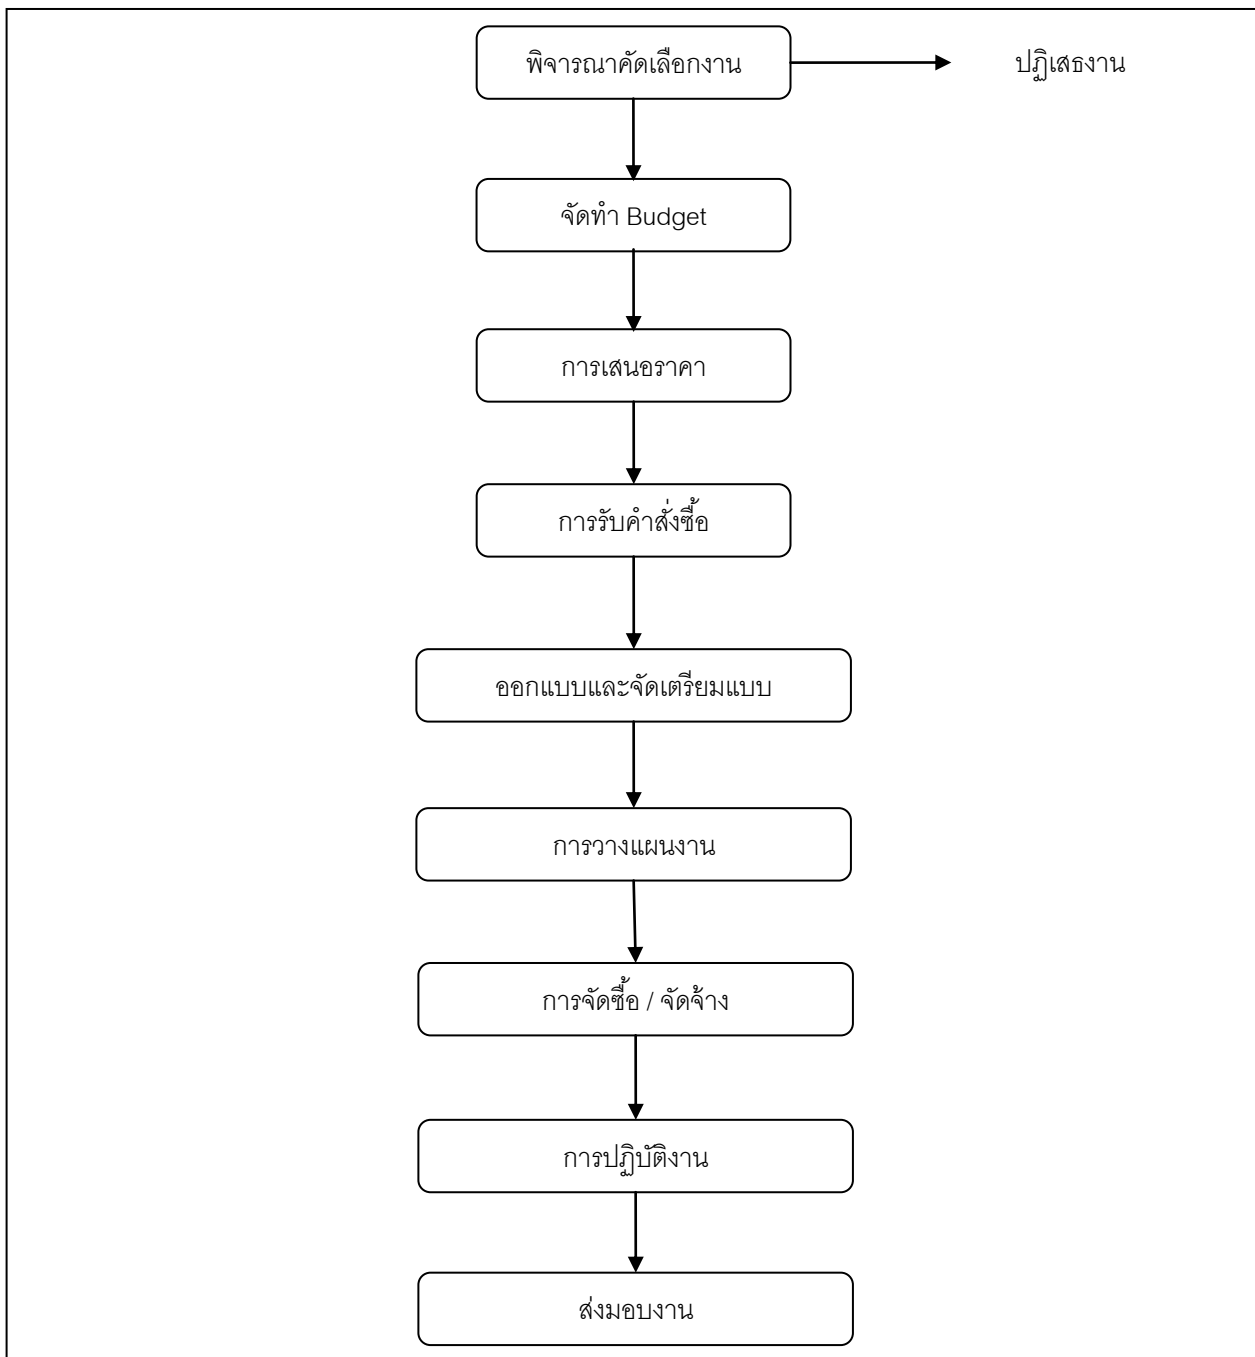 พิจารณาคัดเลือกงาน
ปฏิเสธงาน
จัดทำ Budget
การเสนอราคา
การรับคำสั่งซื้อ
ออกแบบและจัดเตรียมแบบ
การวางแผนงาน
การจัดซื้อ / จัดจ้าง
การปฏิบัติงาน
ส่งมอบงาน